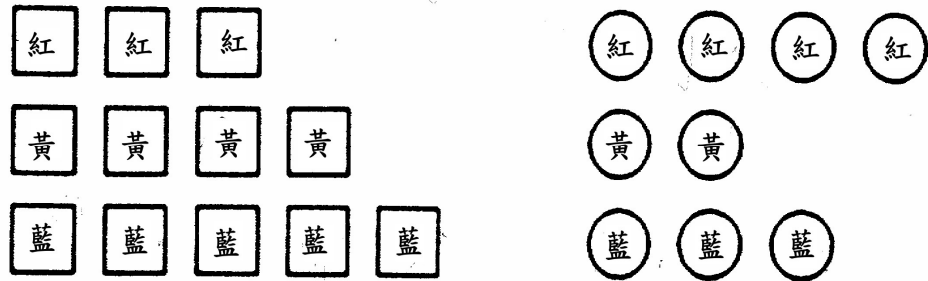 紅 紅 紅 紅 紅 紅 紅
黃 黃 黃 黃 黃 黃
藍 藍 藍 藍 藍 藍 藍 藍